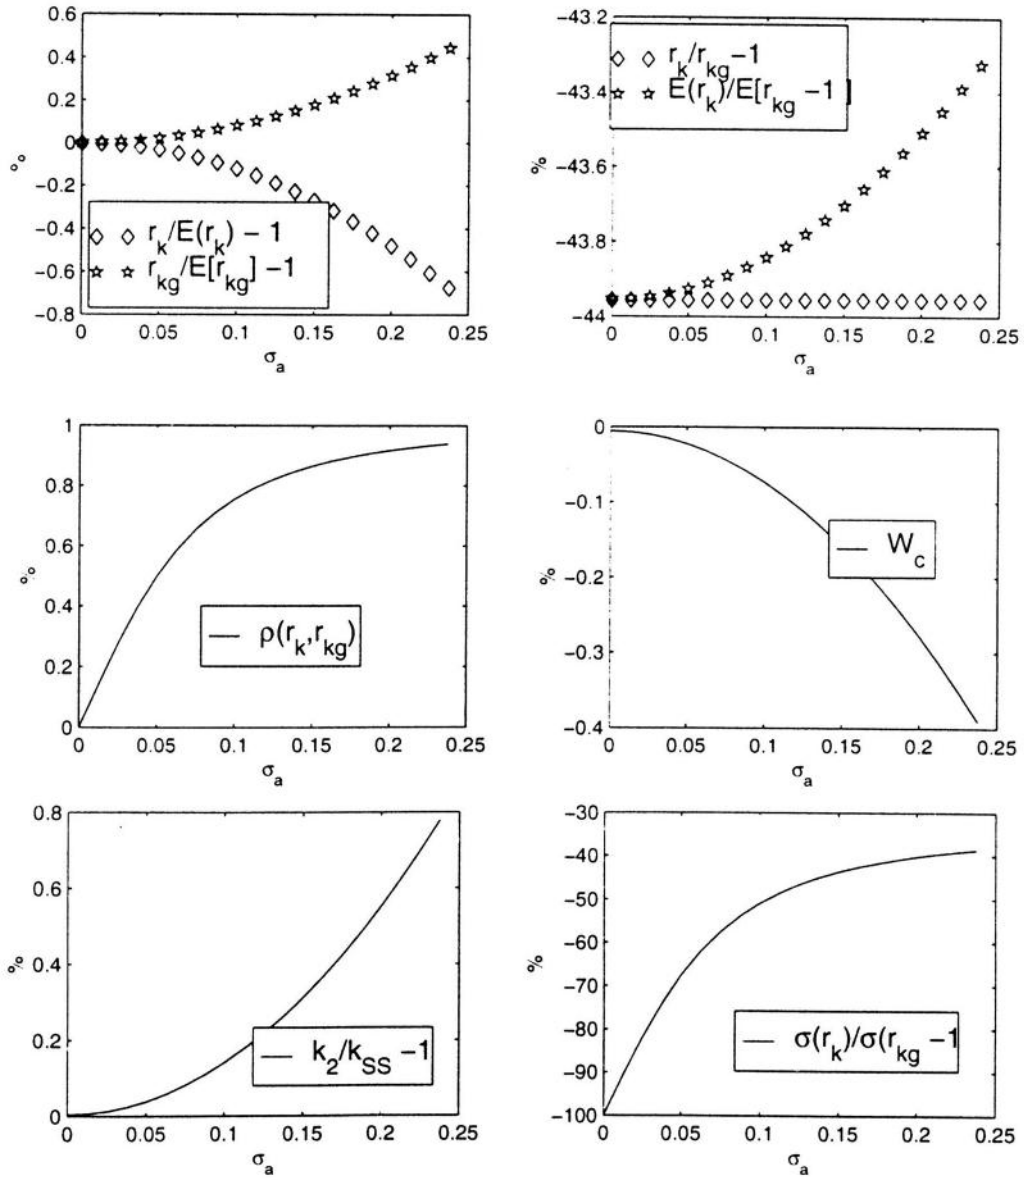 0.6
0.4
0.2
0
−0.2
−0.4
−0.6
−0.8
%
r_k/E(r_k) − 1
r_kg/E[r_kg] −1
0 0.05 0.1 0.15 0.2 0.25
σ_a
−43.2
−43.4
−43.6
−43.8
−44
%
r_k/r_kg −1
E(r_k)/E[r_kg −1 ]
0 0.05 0.1 0.15 0.2 0.25
σ_a
1
0.8
0.6
0.4
0.2
0
%
ρ(r_k,r_kg)
0 0.05 0.1 0.15 0.2 0.25
σ_a
0
−0.1
−0.2
−0.3
−0.4
%
W_c
0 0.05 0.1 0.15 0.2 0.25
σ_a
0.8
0.6
0.4
0.2
0
%
k_2/k_SS −1
0 0.05 0.1 0.15 0.2 0.25
σ_a
−30
−40
−50
−60
−70
−80
−90
−100
%
σ(r_k)/σ(r_kg −1
0 0.05 0.1 0.15 0.2 0.25
σ_a